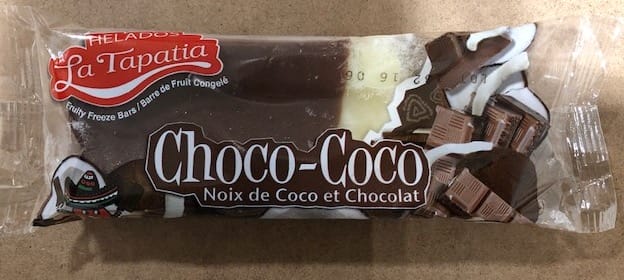 HELADOS
La Tapatia
Fruity Freeze Bars / Barre de Fruit Congelé
Choco-Coco
Noix de Coco et Chocolat